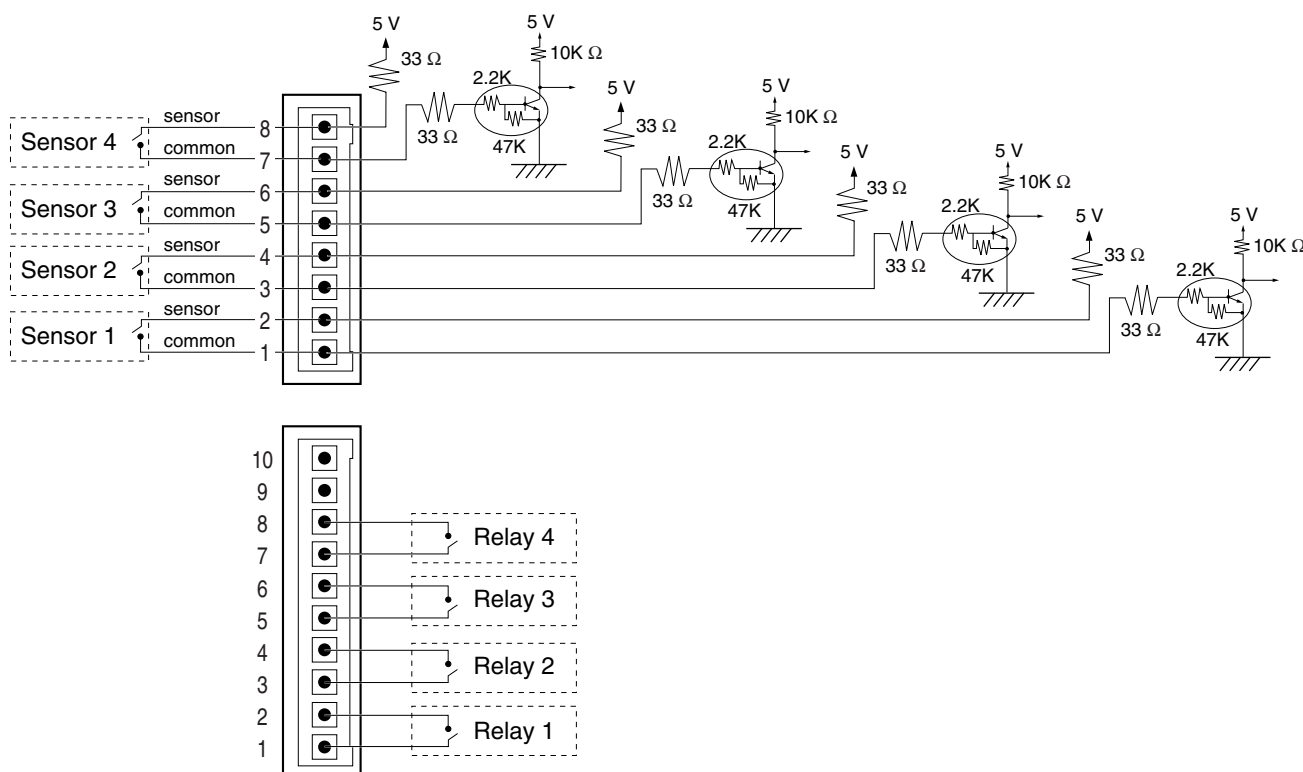 5 V
33 Ω
33 Ω
2.2K
47K
5 V
10K Ω
5 V
33 Ω
33 Ω
2.2K
47K
5 V
10K Ω
5 V
33 Ω
33 Ω
2.2K
47K
5 V
10K Ω
5 V
33 Ω
33 Ω
2.2K
47K
5 V
10K Ω
Sensor 4
sensor
8
common
7
Sensor 3
sensor
6
common
5
Sensor 2
sensor
4
common
3
Sensor 1
sensor
2
common
1
10
9
8
7
Relay 4
6
5
Relay 3
4
3
Relay 2
2
1
Relay 1